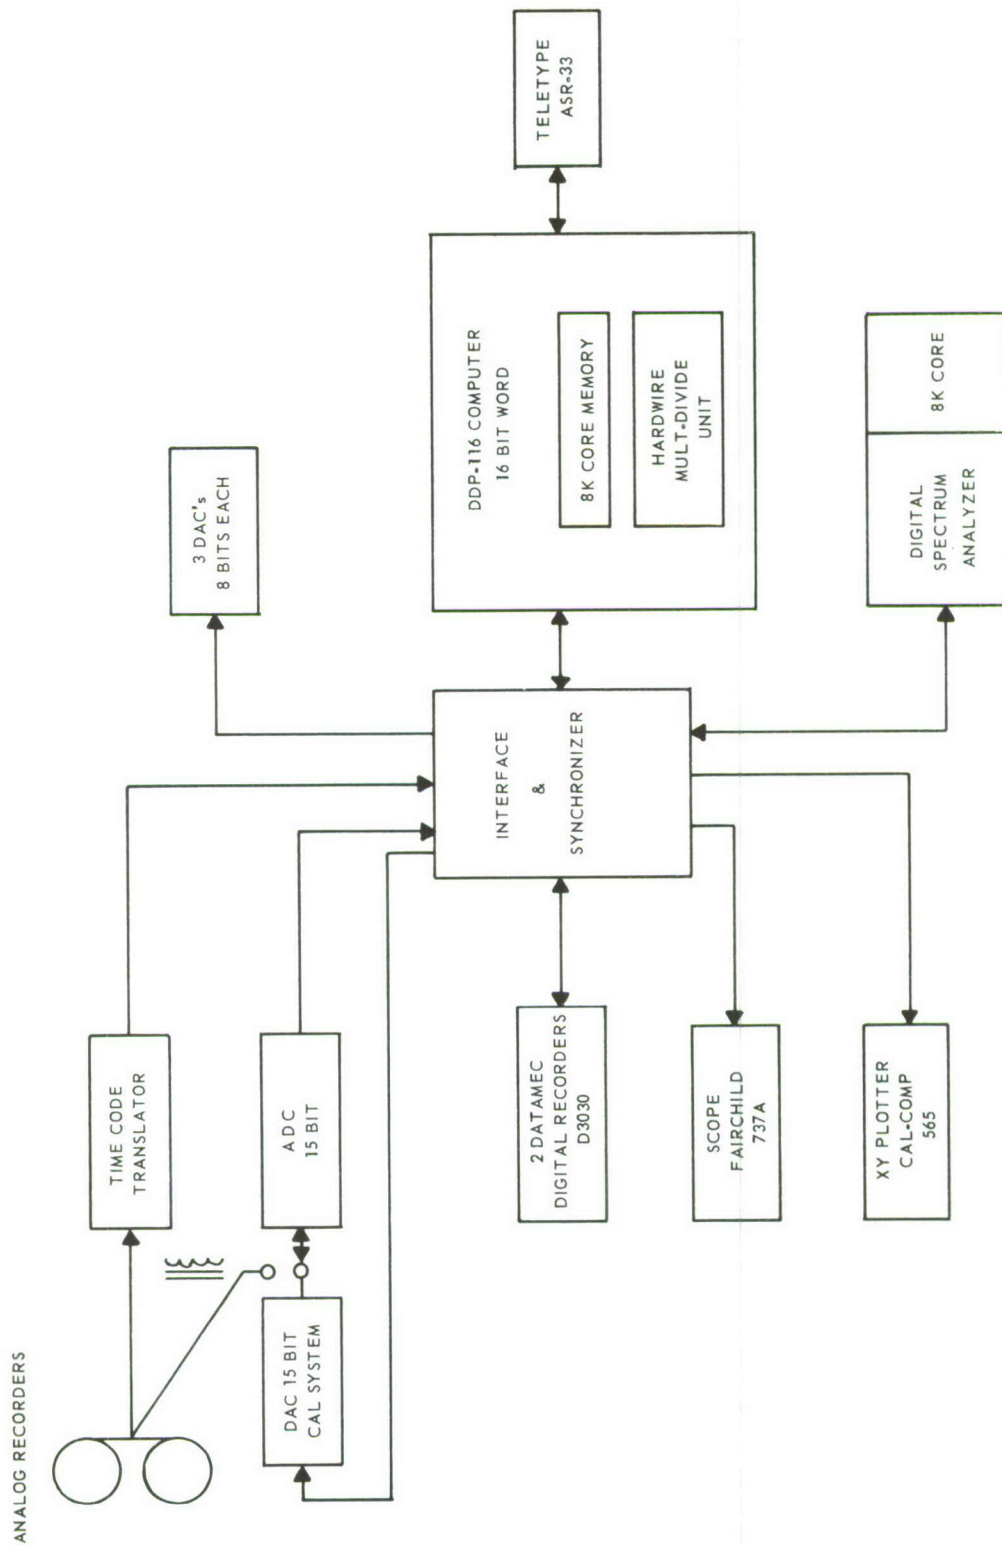 ANALOG RECORDERS
TIME CODE
TRANSLATOR
3 DAC's
8 BITS EACH
DAC 15 BIT
CAL SYSTEM
ADC
15 BIT
INTERFACE
&
SYNCHRONIZER
DDP-116 COMPUTER
16 BIT WORD
8K CORE MEMORY
HARDWIRE
MULT-DIVIDE
UNIT
TELETYPE
ASR-33
2 DATAMEC
DIGITAL RECORDERS
D3030
SCOPE
FAIRCHILD
737A
XY PLOTTER
CAL-COMP
565
DIGITAL
SPECTRUM
ANALYZER
8K CORE